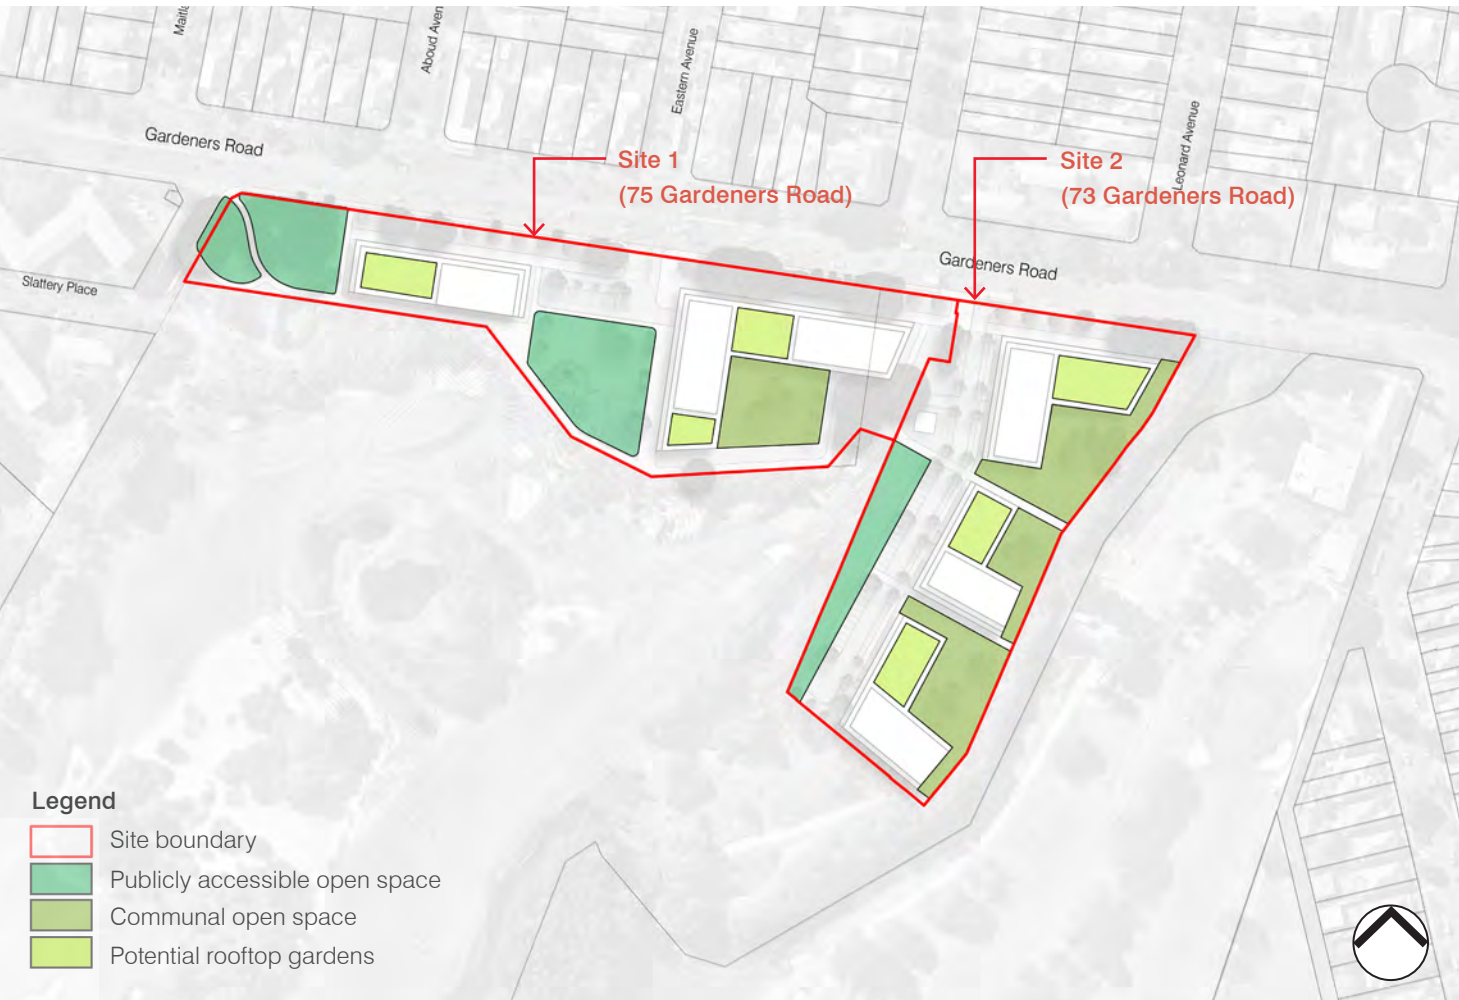 Aboud Aven
Eastern Avenue
Leonard Avenue
Gardeners Road
Site 1
(75 Gardeners Road)
Site 2
(73 Gardeners Road)
Gardeners Road
Slattery Place
Legend
Site boundary
Publicly accessible open space
Communal open space
Potential rooftop gardens